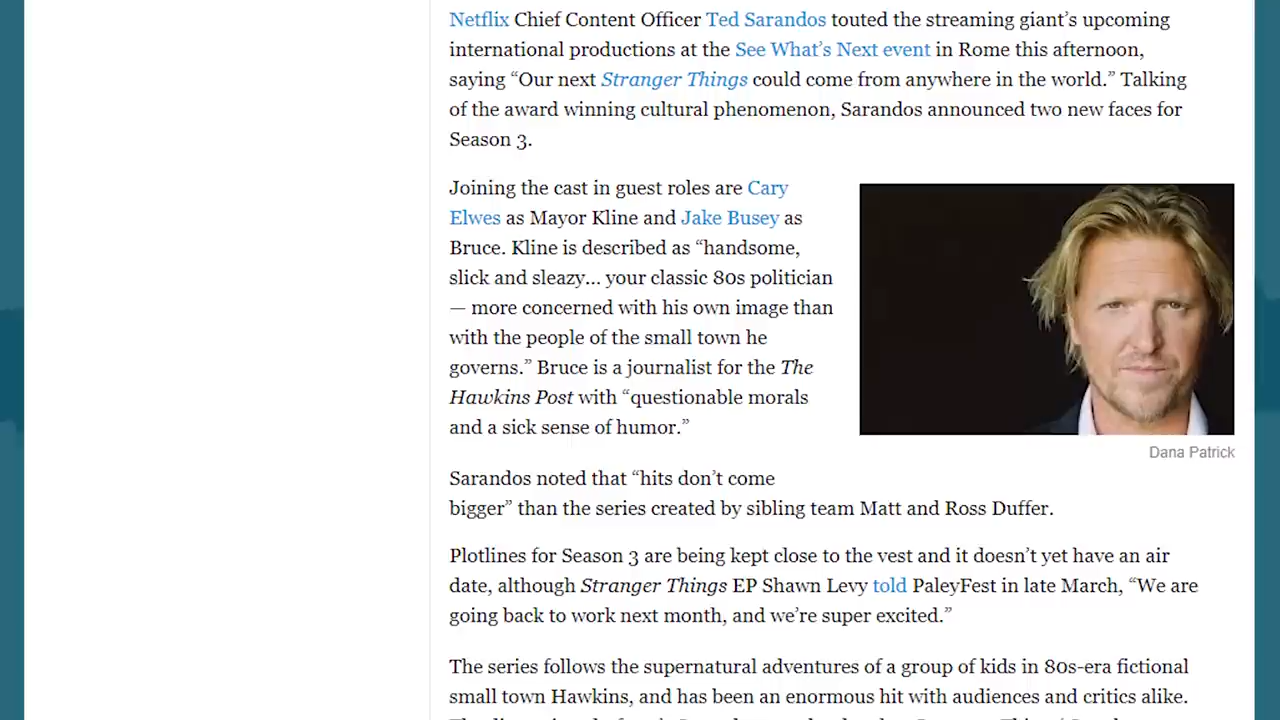 Netflix Chief Content Officer Ted Sarandos touted the streaming giant’s upcoming
international productions at the See What’s Next event in Rome this afternoon,
saying “Our next Stranger Things could come from anywhere in the world.” Talking
of the award winning cultural phenomenon, Sarandos announced two new faces for
Season 3.
Joining the cast in guest roles are Cary
Elwes as Mayor Kline and Jake Busey as
Bruce. Kline is described as “handsome,
slick and sleazy… your classic 80s politician
— more concerned with his own image than
with the people of the small town he
governs.” Bruce is a journalist for the The
Hawkins Post with “questionable morals
and a sick sense of humor.”
Dana Patrick
Sarandos noted that “hits don’t come
bigger” than the series created by sibling team Matt and Ross Duffer.
Plotlines for Season 3 are being kept close to the vest and it doesn’t yet have an air
date, although Stranger Things EP Shawn Levy told PaleyFest in late March, “We are
going back to work next month, and we’re super excited.”
The series follows the supernatural adventures of a group of kids in 80s-era fictional
small town Hawkins, and has been an enormous hit with audiences and critics alike.